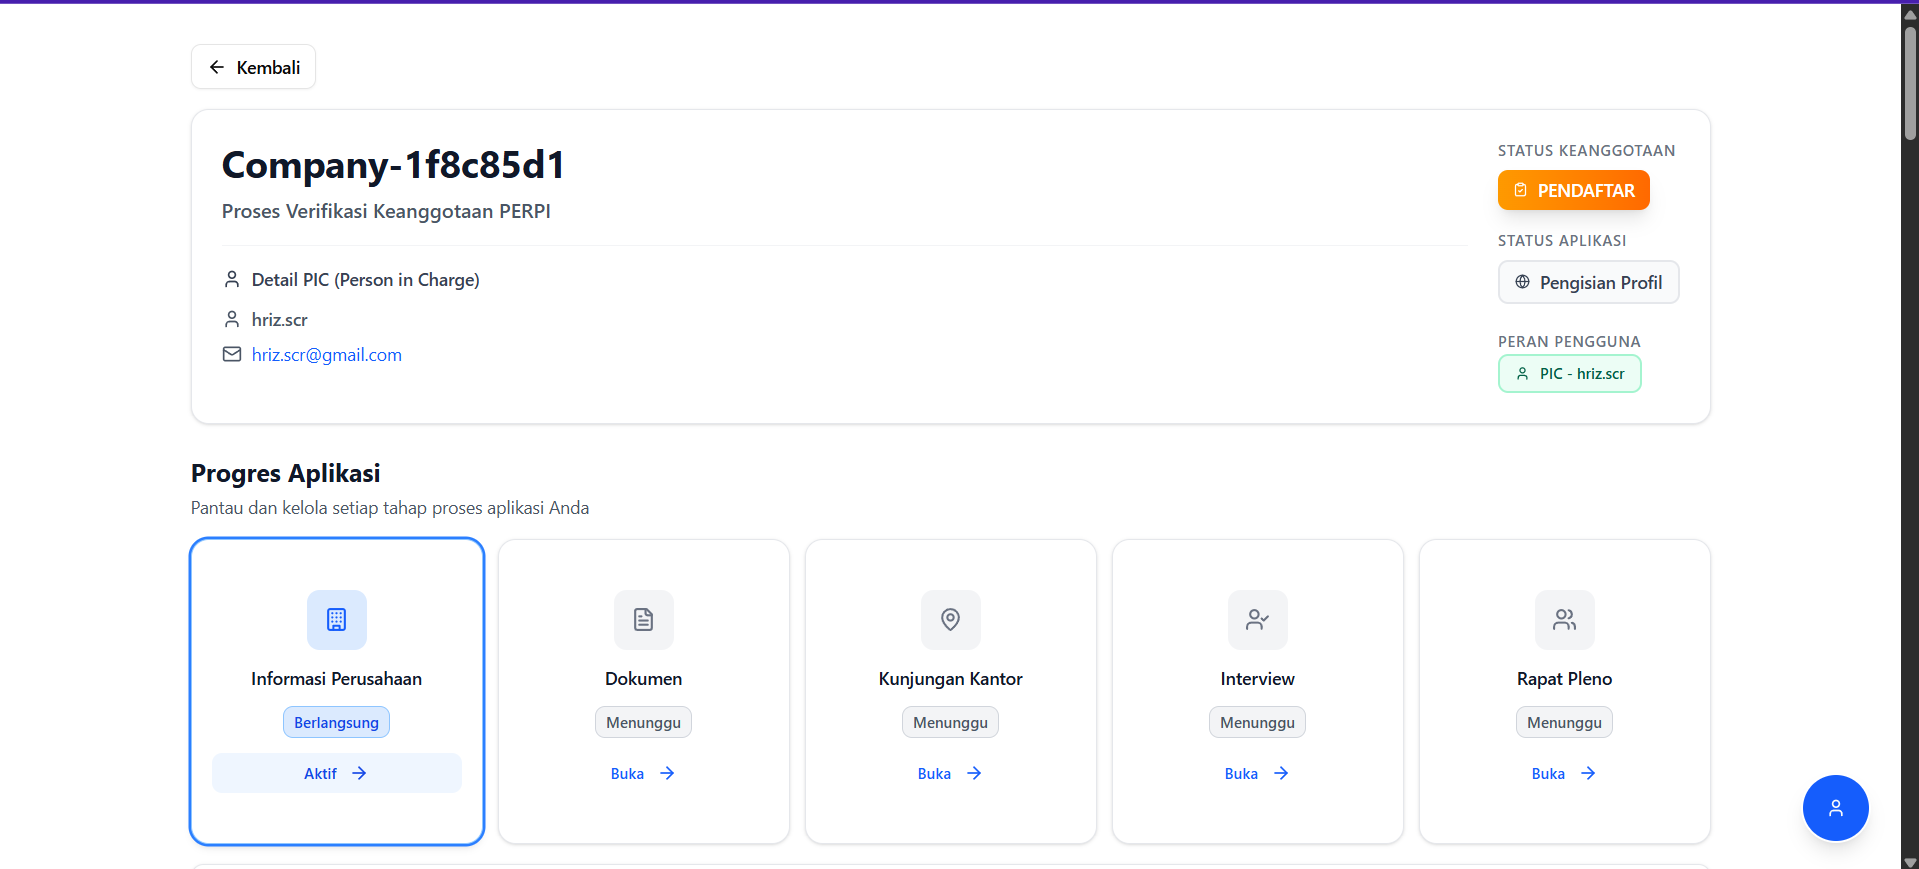 Kembali
Company-1f8c85d1
Proses Verifikasi Keanggotaan PERPI
Detail PIC (Person in Charge)
hriz.scr
hriz.scr@gmail.com
STATUS KEANGGOTAAN
PENDAFTAR
STATUS APLIKASI
Pengisian Profil
PERAN PENGGUNA
PIC - hriz.scr
Progres Aplikasi
Pantau dan kelola setiap tahap proses aplikasi Anda
Informasi Perusahaan
Berlangsung
Aktif
Dokumen
Menunggu
Buka
Kunjungan Kantor
Menunggu
Buka
Interview
Menunggu
Buka
Rapat Pleno
Menunggu
Buka